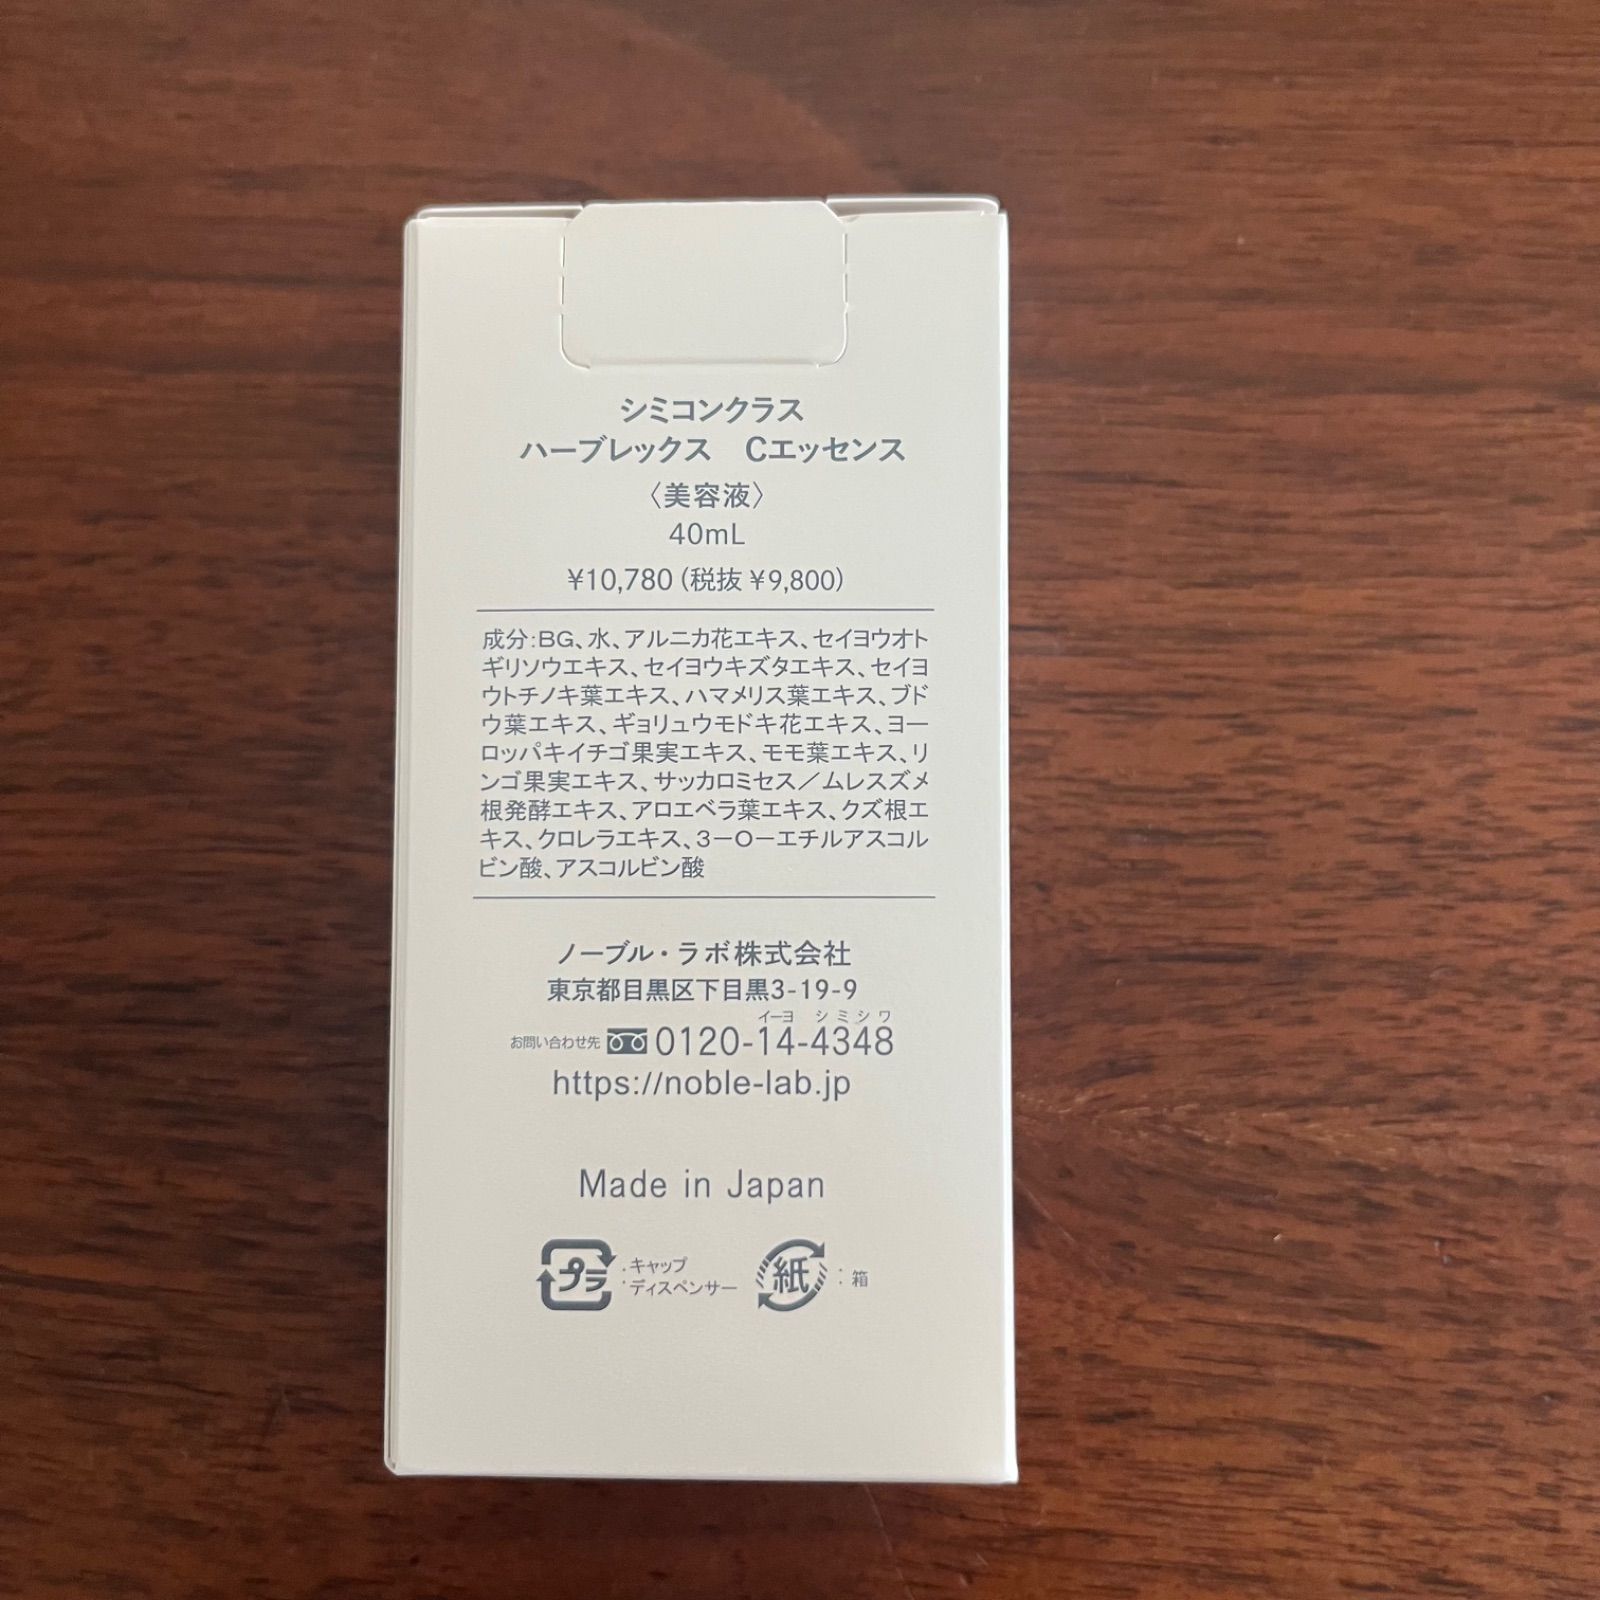 シミコンクラス
ハーブレックス　Cエッセンス
〈美容液〉
40mL
¥10,780（税抜 ¥9,800）
成分：BG、水、アルニカ花エキス、セイヨウオト
ギリソウエキス、セイヨウキズタエキス、セイヨ
ウトチノキ葉エキス、ハマメリス葉エキス、ブド
ウ葉エキス、ギョリュウモドキ花エキス、ヨー
ロッパキイチゴ果実エキス、モモ葉エキス、リ
ンゴ果実エキス、サッカロミセス／ムレスズメ
根発酵エキス、アロエベラ葉エキス、クズ根エ
キス、クロレラエキス、3－O－エチルアスコル
ビン酸、アスコルビン酸
ノーブル・ラボ株式会社
東京都目黒区下目黒3-19-9
イーヨ　シミシワ
お問い合わせ先 0120-14-4348
https://noble-lab.jp
Made in Japan
プラ：キャップ
ディスペンサー
紙：箱